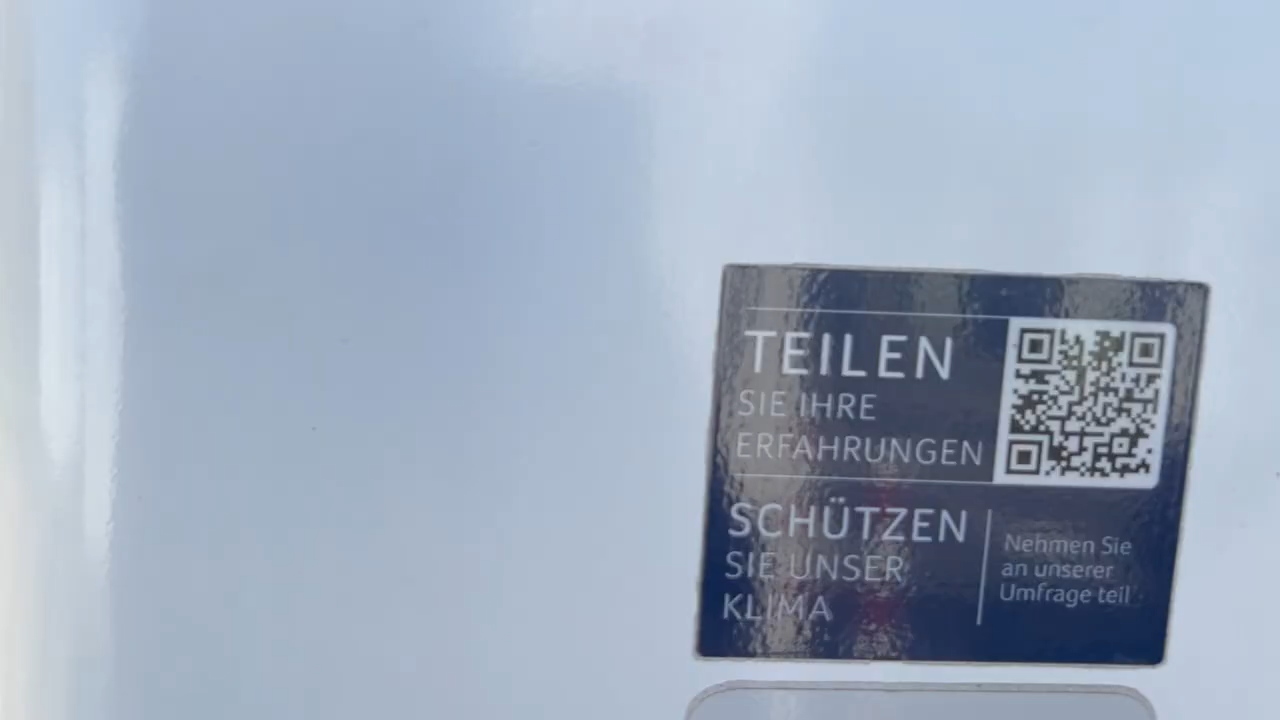 TEILEN
SIE IHRE
ERFAHRUNGEN
SCHÜTZEN
SIE UNSER
KLIMA
Nehmen Sie
an unserer
Umfrage teil